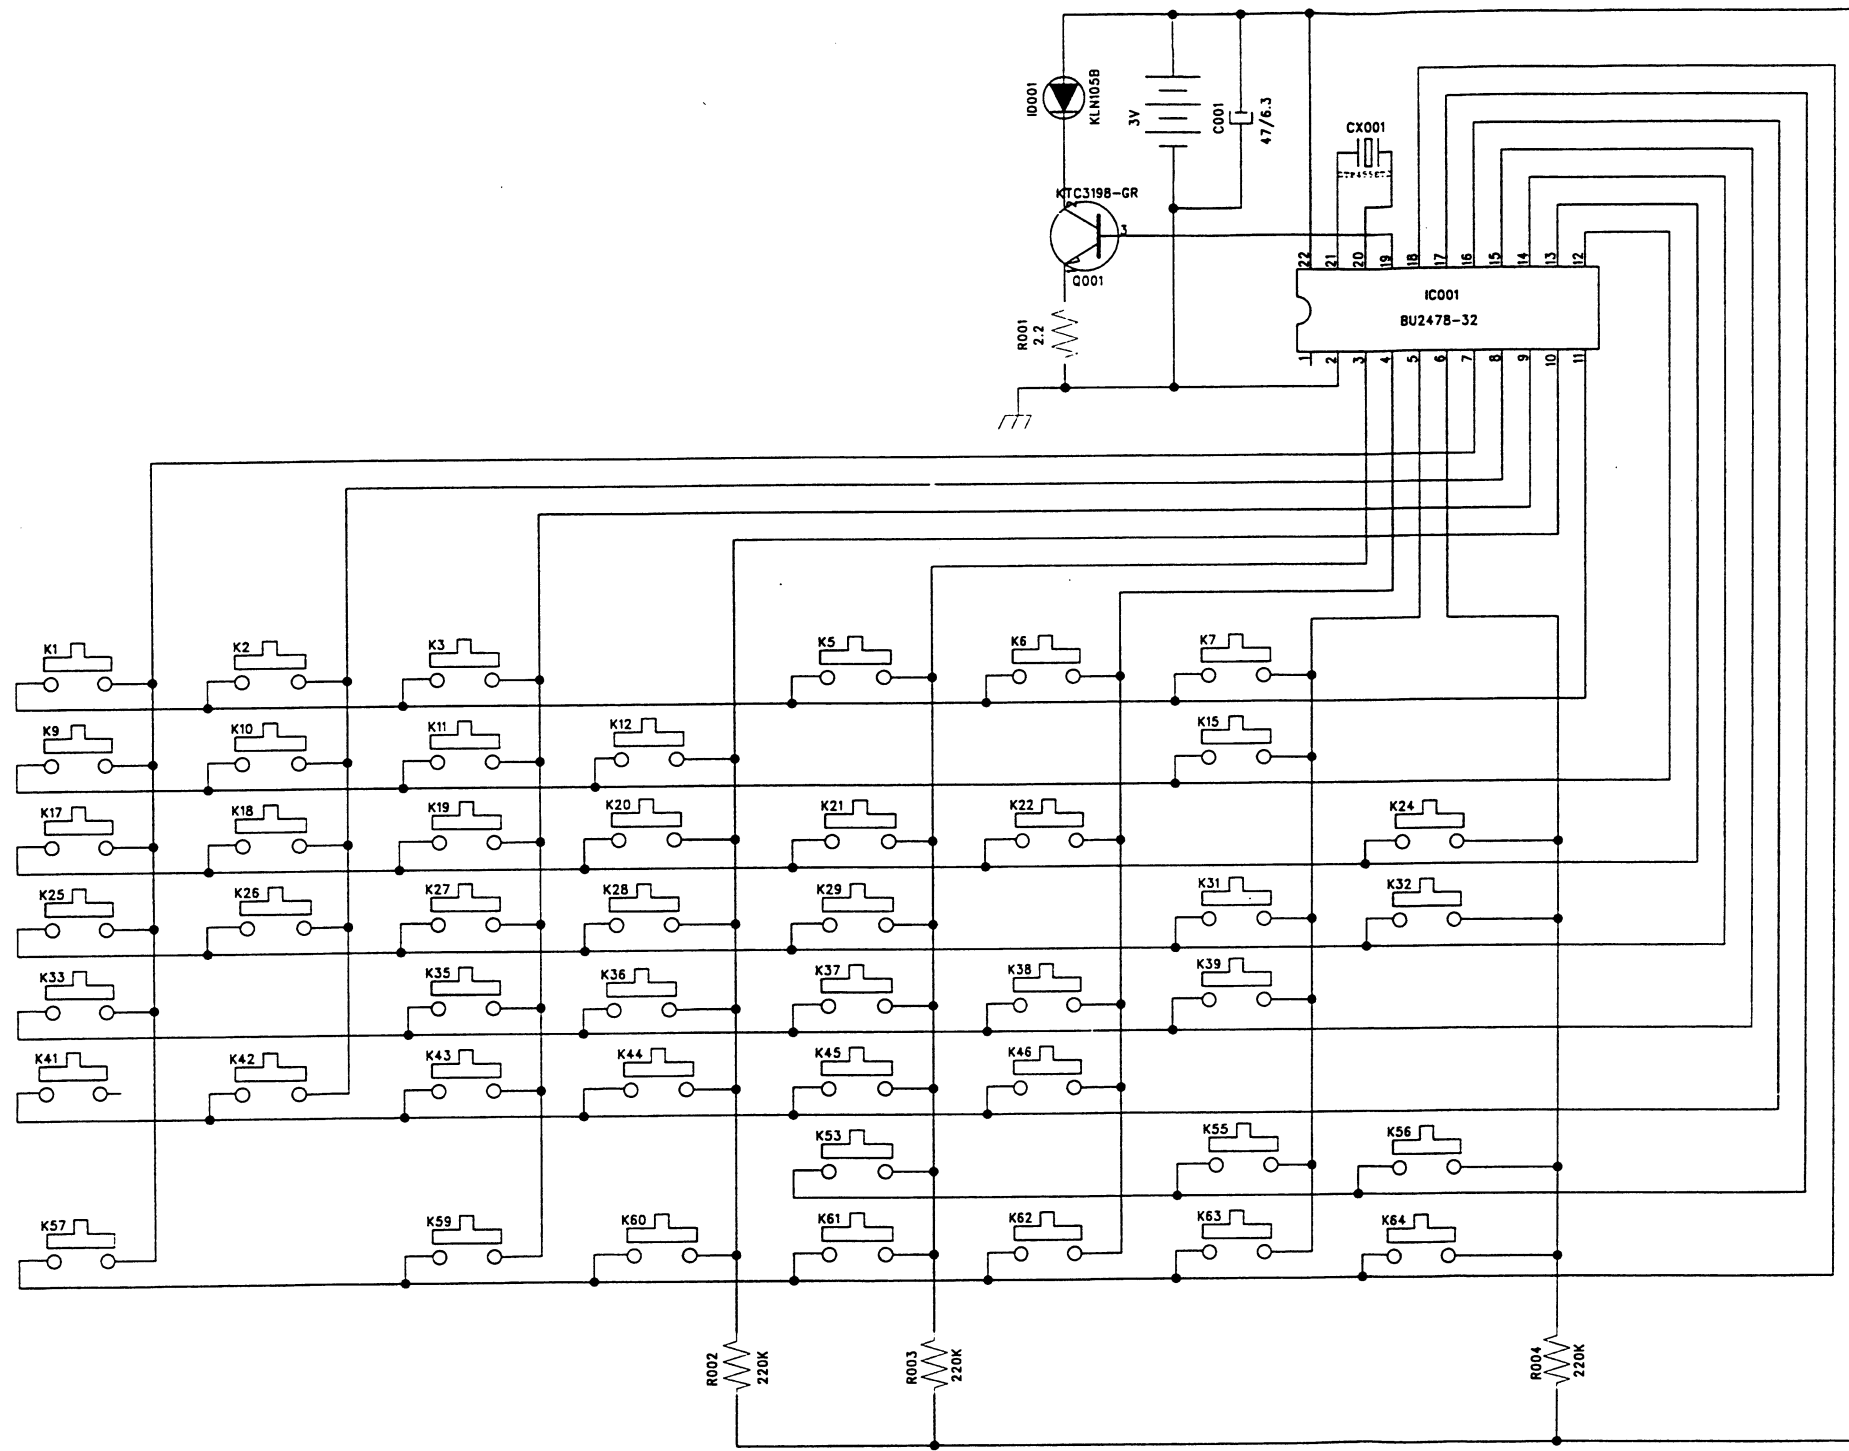 ID001
KLN105B
3V
C001
47/6.3
CX001
KTC3198-GR
3
Q001
R001
2.2
22 21 20 19 18 17 16 15 14 13 12
IC001
BU2478-32
1 2 3 4 5 6 7 8 9 10 11
K1 K2 K3 K5 K6 K7
K9 K10 K11 K12 K15
K17 K18 K19 K20 K21 K22 K24
K25 K26 K27 K28 K29 K31 K32
K33 K35 K36 K37 K38 K39
K41 K42 K43 K44 K45 K46
K53 K55 K56
K57 K59 K60 K61 K62 K63 K64
R002
220K
R003
220K
R004
220K